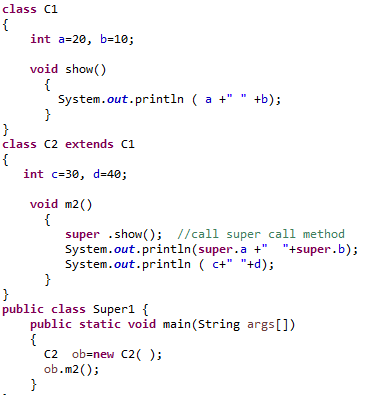 class C1
{
    int a=20, b=10;
    void show()
      {
        System.out.println ( a +" " +b);
      }
}
class C2 extends C1
{
   int c=30, d=40;
    void m2()
      {
         super .show();  //call super call method
         System.out.println(super.a +"  "+super.b);
         System.out.println ( c+" "+d);
      }
}
public class Super1 {
    public static void main(String args[])
    {
      C2  ob=new C2( );
      ob.m2();
    }